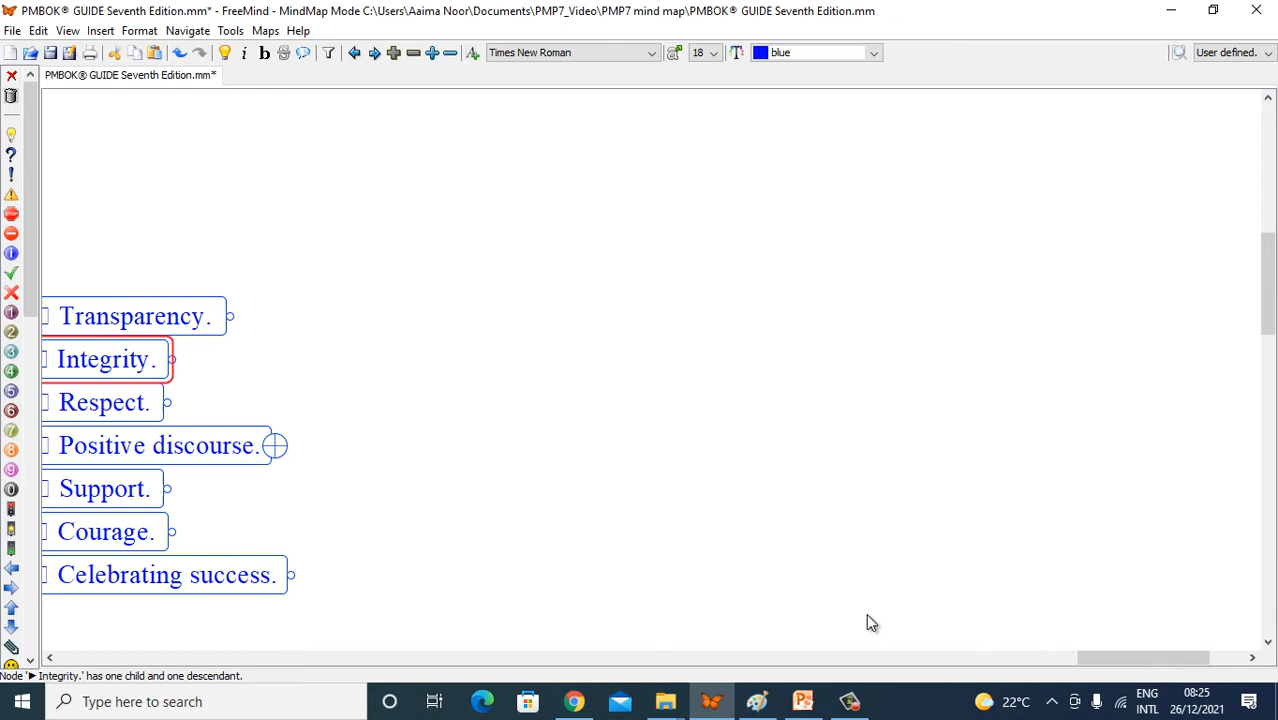 PMBOK® GUIDE Seventh Edition.mm* - FreeMind - MindMap Mode C:\Users\Aaima Noor\Documents\PMP7_Video\PMP7 mind map\PMBOK® GUIDE Seventh Edition.mm
File Edit View Insert Format Navigate Tools Maps Help
Times New Roman 18 blue User defined.
PMBOK® GUIDE Seventh Edition.mm*
Transparency.
Integrity.
Respect.
Positive discourse.
Support.
Courage.
Celebrating success.
Node '► Integrity.' has one child and one descendant.
Type here to search
22°C
ENG
INTL
08:25
26/12/2021